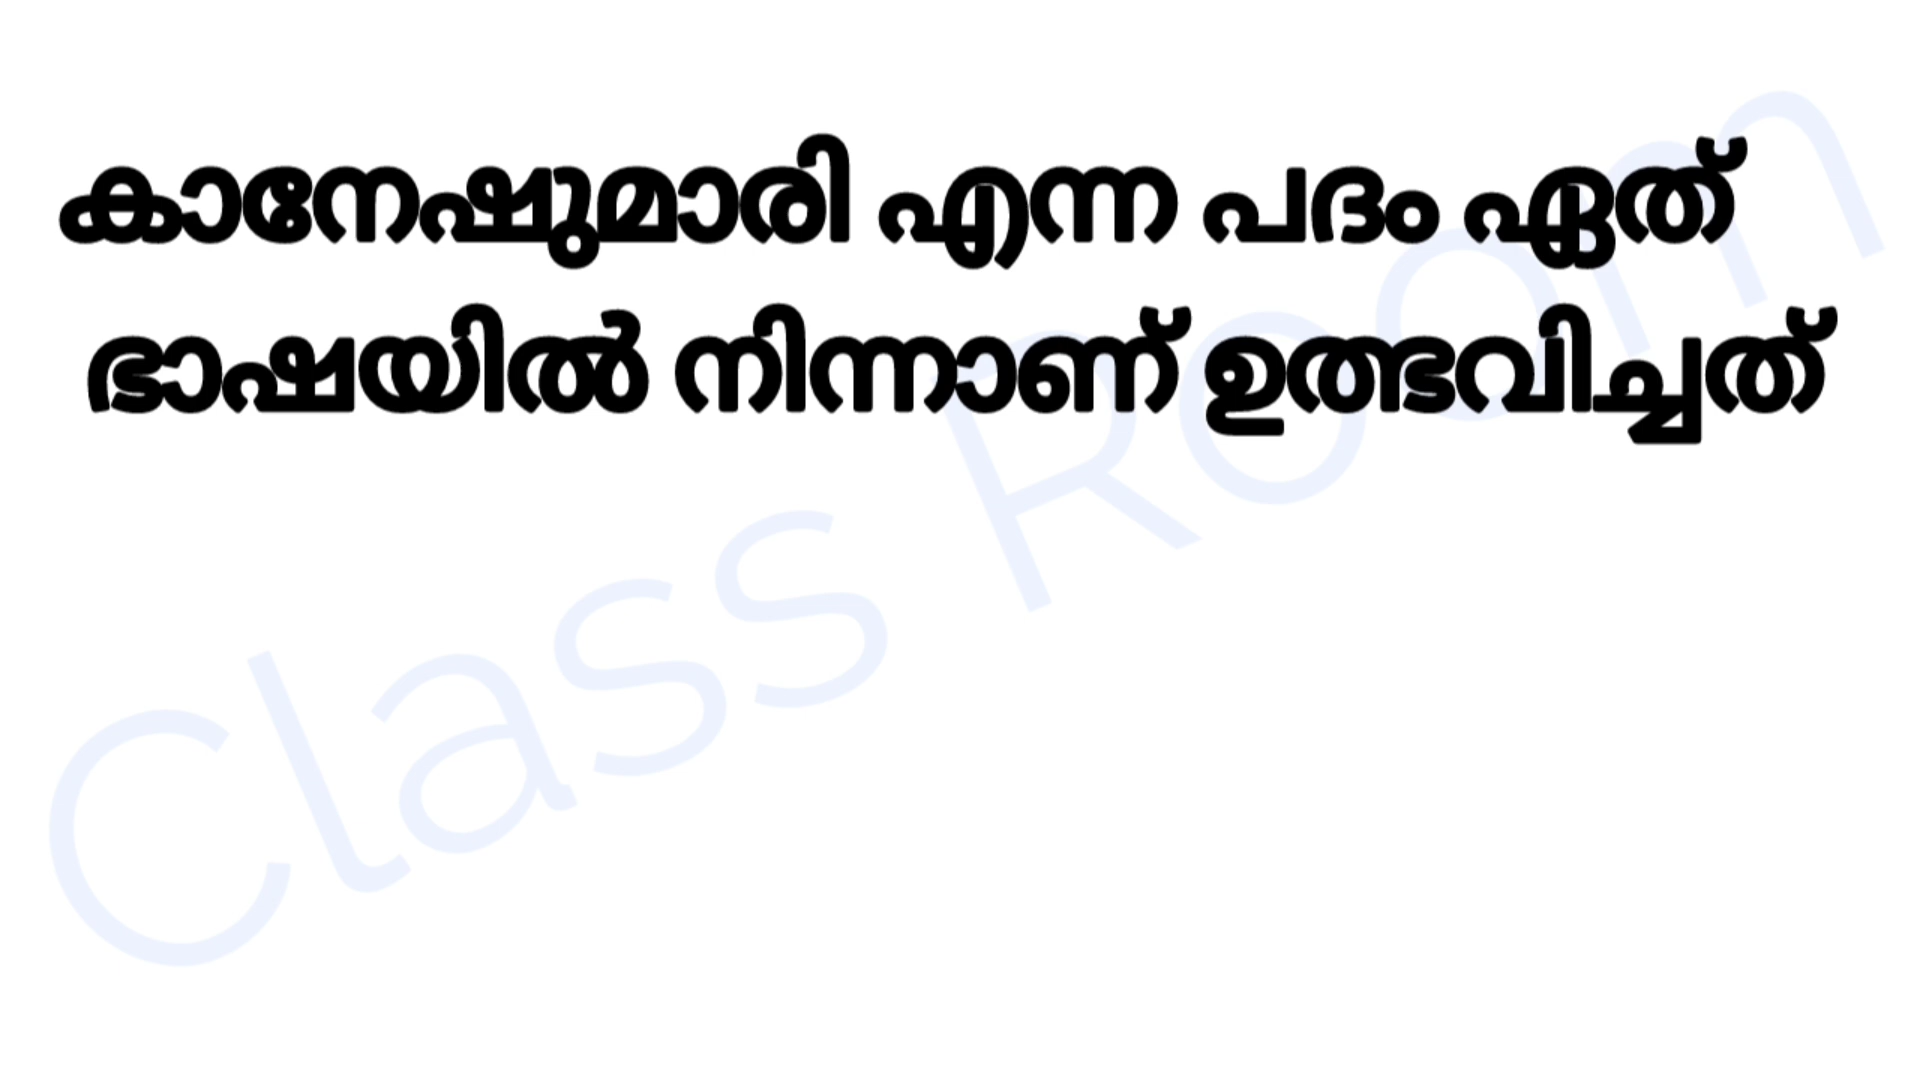 കാനേഷുമാരി എന്ന പദം ഏത്
ഭാഷയിൽ നിന്നാണ് ഉത്ഭവിച്ചത്
Class Room